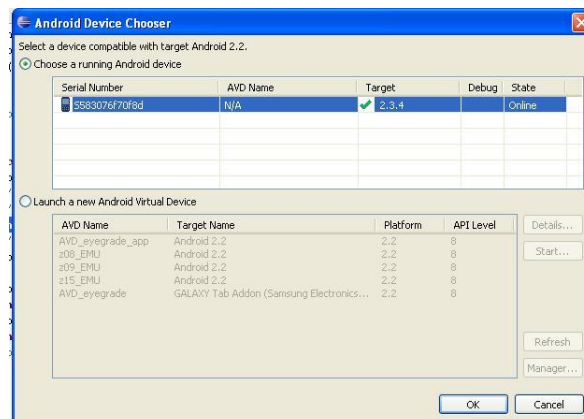 Android Device Chooser
Select a device compatible with target Android 2.2.
Choose a running Android device
Serial Number AVD Name Target Debug State
5583076f70f8d N/A 2.3.4 Online
Launch a new Android Virtual Device
AVD Name Target Name Platform API Level Details...
AVD_eyegrade_app Android 2.2 2.2 8
z08_EMU Android 2.2 2.2 8 Start...
z09_EMU Android 2.2 2.2 8
z15_EMU Android 2.2 2.2 8
AVD_eyegrade GALAXY Tab Addon (Samsung Electronics... 2.2 8
Refresh
Manager...
OK Cancel